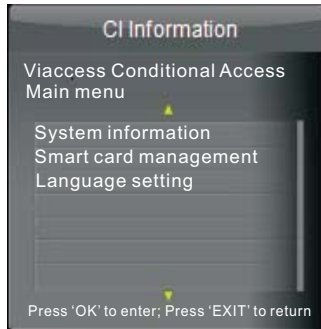 CI Information
Viaccess Conditional Access
Main menu
System information
Smart card management
Language setting
Press 'OK' to enter; Press 'EXIT' to return